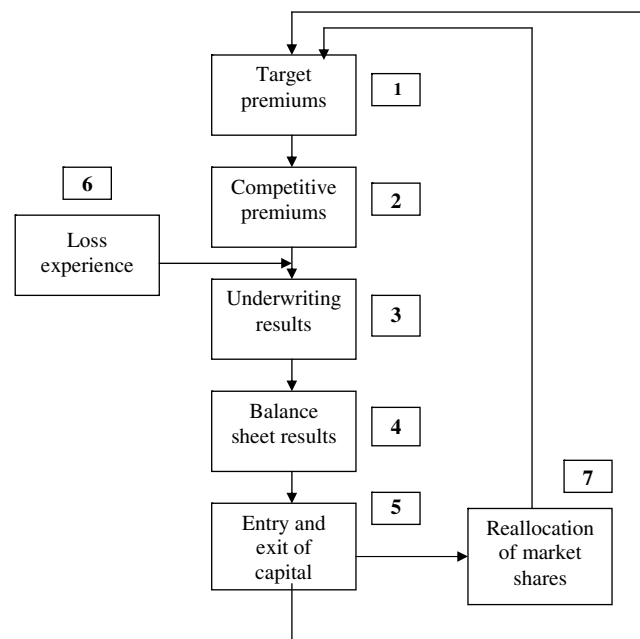 Target
premiums
1
6
Competitive
premiums
2
Loss
experience
Underwriting
results
3
Balance
sheet results
4
7
5
Entry and
exit of
capital
Reallocation
of market
shares